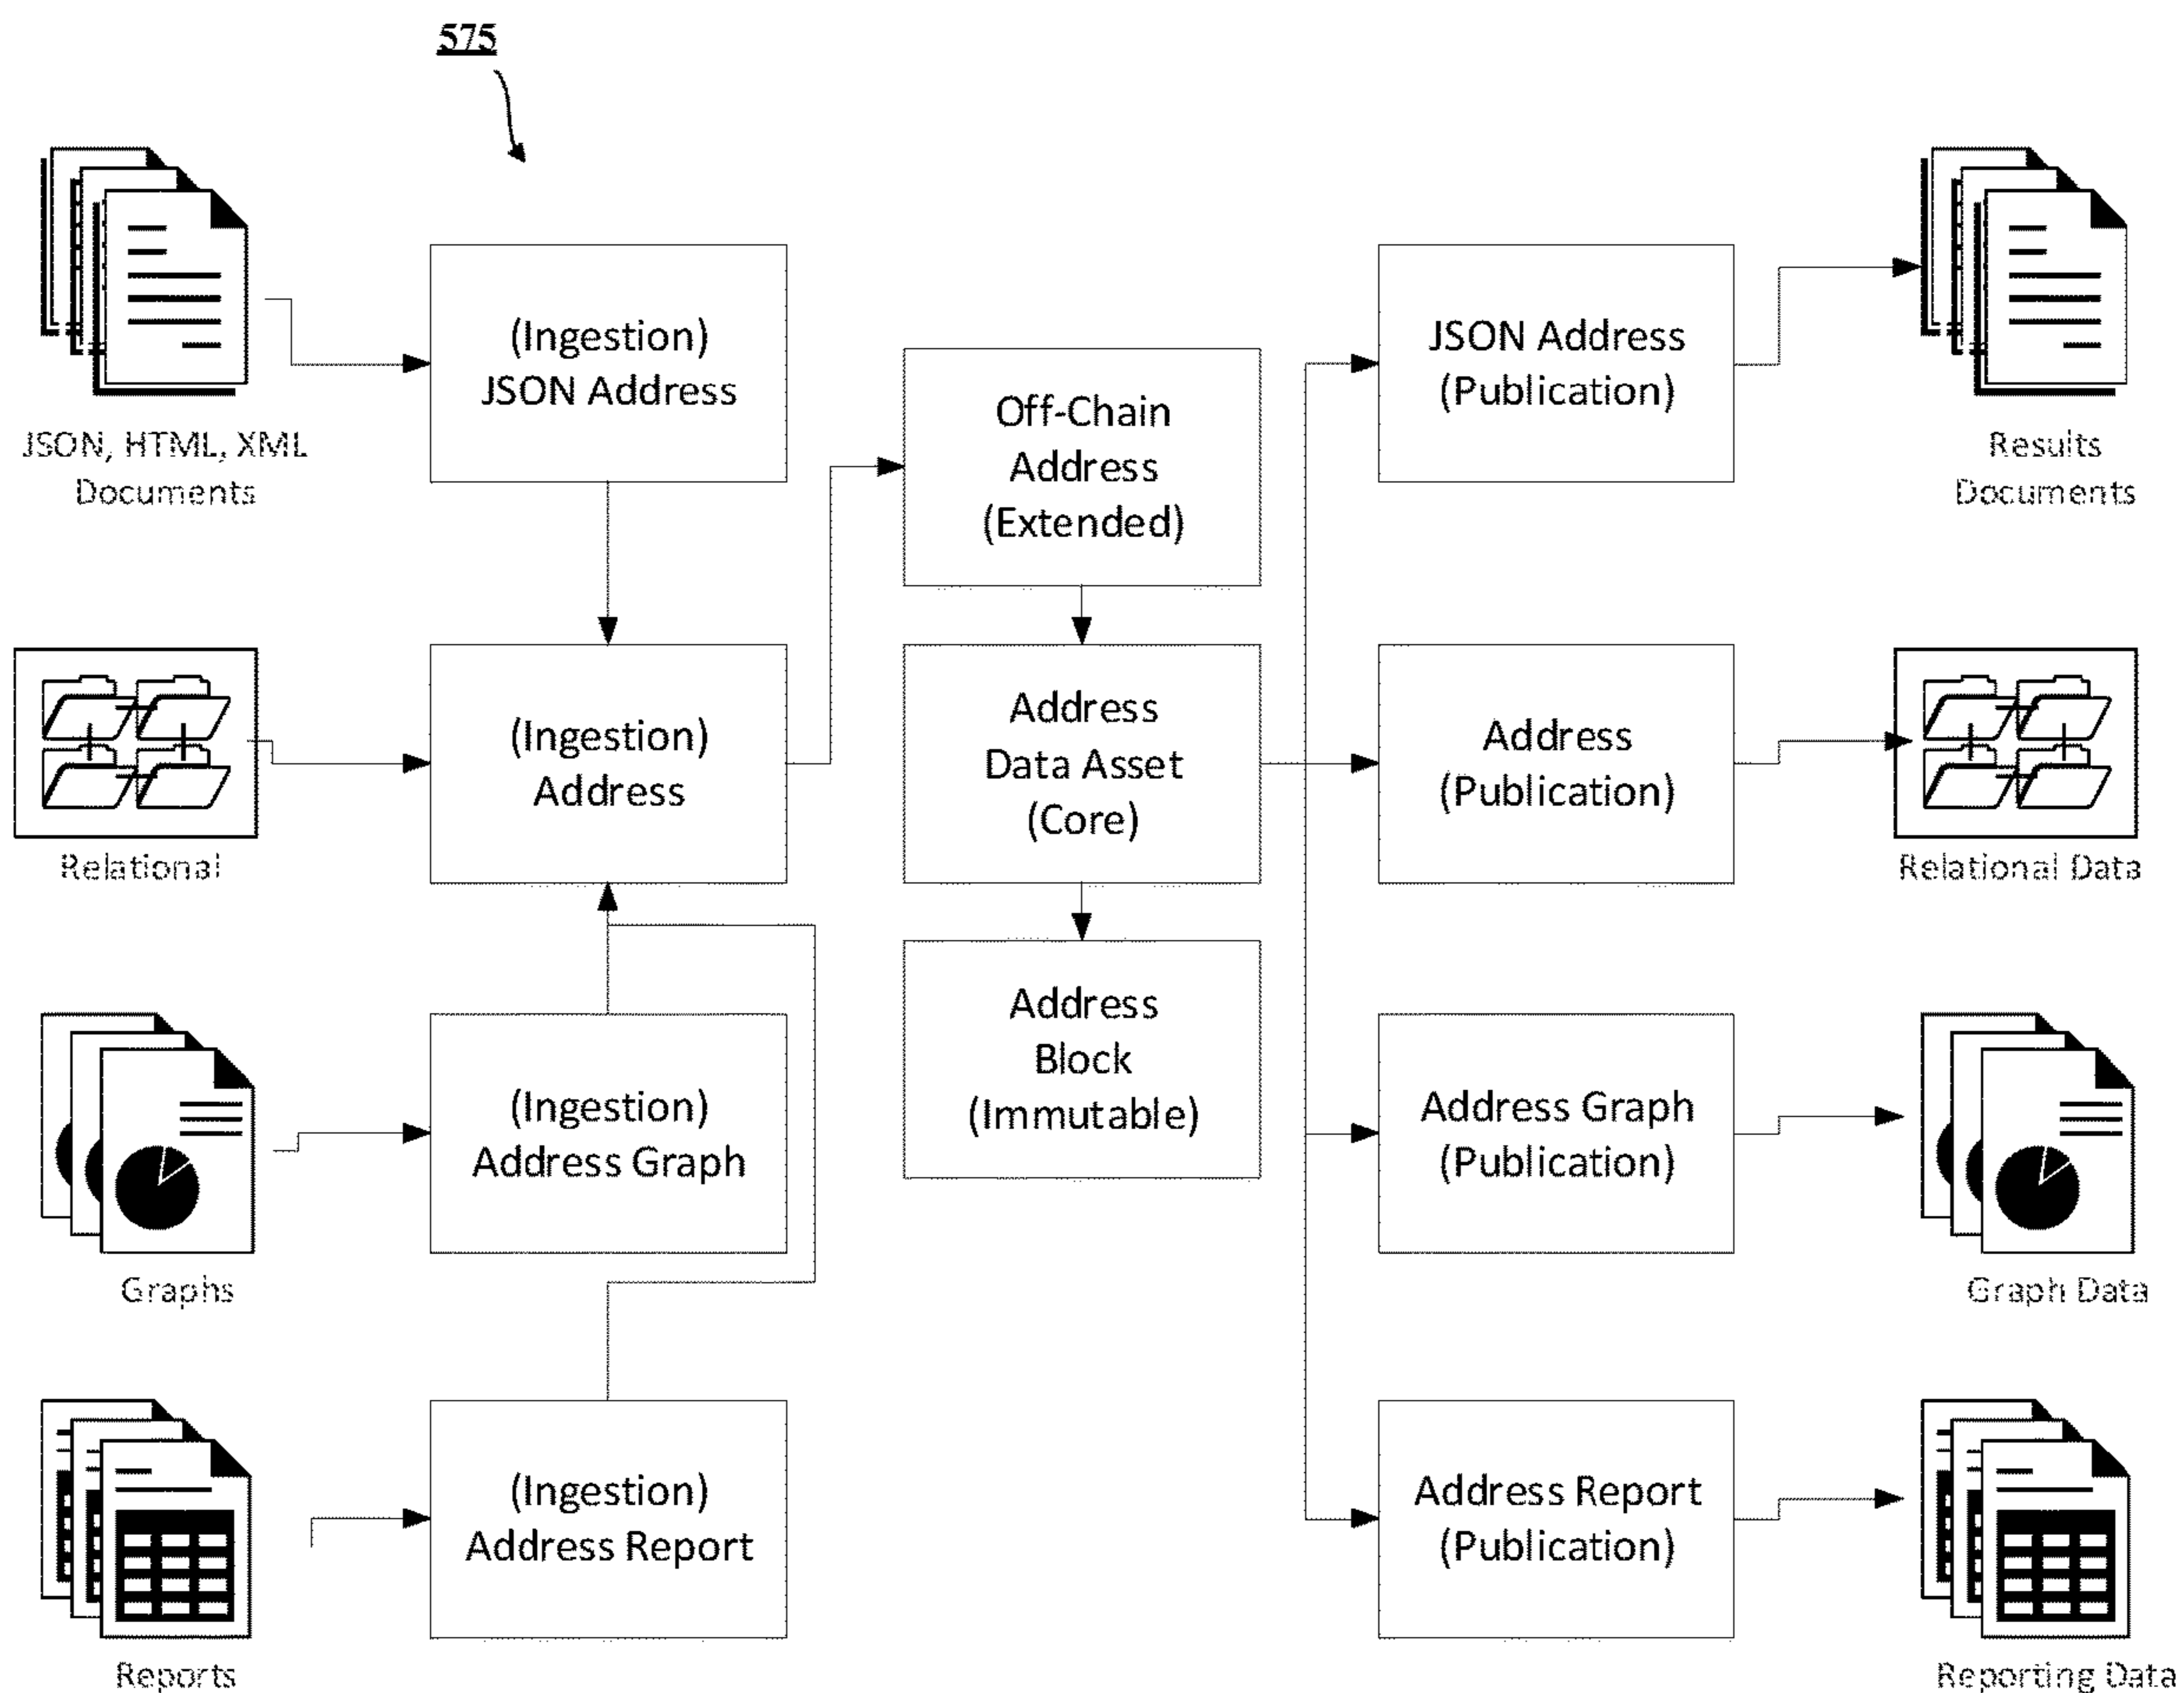 575
JSON, HTML, XML
Documents
(Ingestion)
JSON Address
Off-Chain
Address
(Extended)
JSON Address
(Publication)
Results
Documents
Relational
(Ingestion)
Address
Address
Data Asset
(Core)
Address
(Publication)
Relational Data
Graphs
(Ingestion)
Address Graph
Address
Block
(Immutable)
Address Graph
(Publication)
Graph Data
Reports
(Ingestion)
Address Report
Address Report
(Publication)
Reporting Data